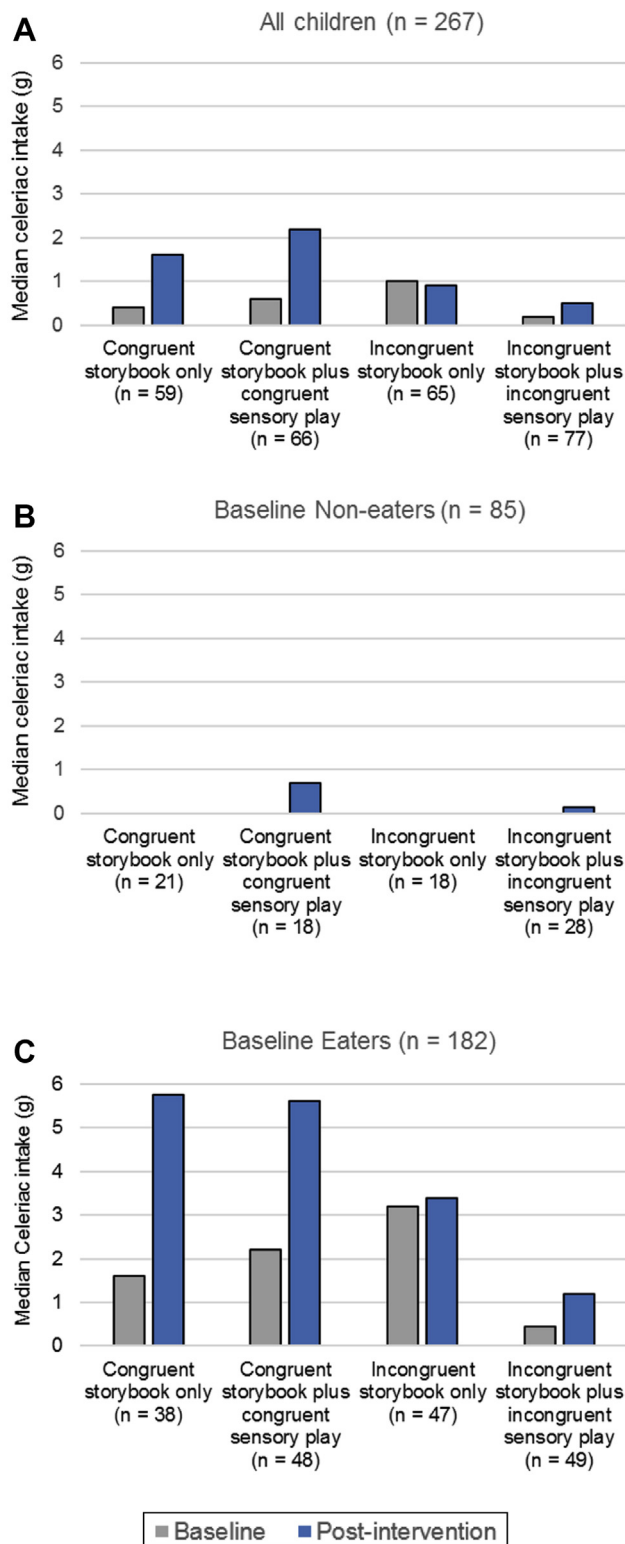 A
All children (n = 267)
Median celeriac intake (g)
6
5
4
3
2
1
0
Congruent
storybook only
(n = 59)
Congruent
storybook plus
congruent
sensory play
(n = 66)
Incongruent
storybook only
(n = 65)
Incongruent
storybook plus
incongruent
sensory play
(n = 77)
B
Baseline Non-eaters (n = 85)
Median celeriac intake (g)
6
5
4
3
2
1
0
Congruent
storybook only
(n = 21)
Congruent
storybook plus
congruent
sensory play
(n = 18)
Incongruent
storybook only
(n = 18)
Incongruent
storybook plus
incongruent
sensory play
(n = 28)
C
Baseline Eaters (n = 182)
Median Celeriac intake (g)
6
5
4
3
2
1
0
Congruent
storybook only
(n = 38)
Congruent
storybook plus
congruent
sensory play
(n = 48)
Incongruent
storybook only
(n = 47)
Incongruent
storybook plus
incongruent
sensory play
(n = 49)
Baseline
Post-intervention